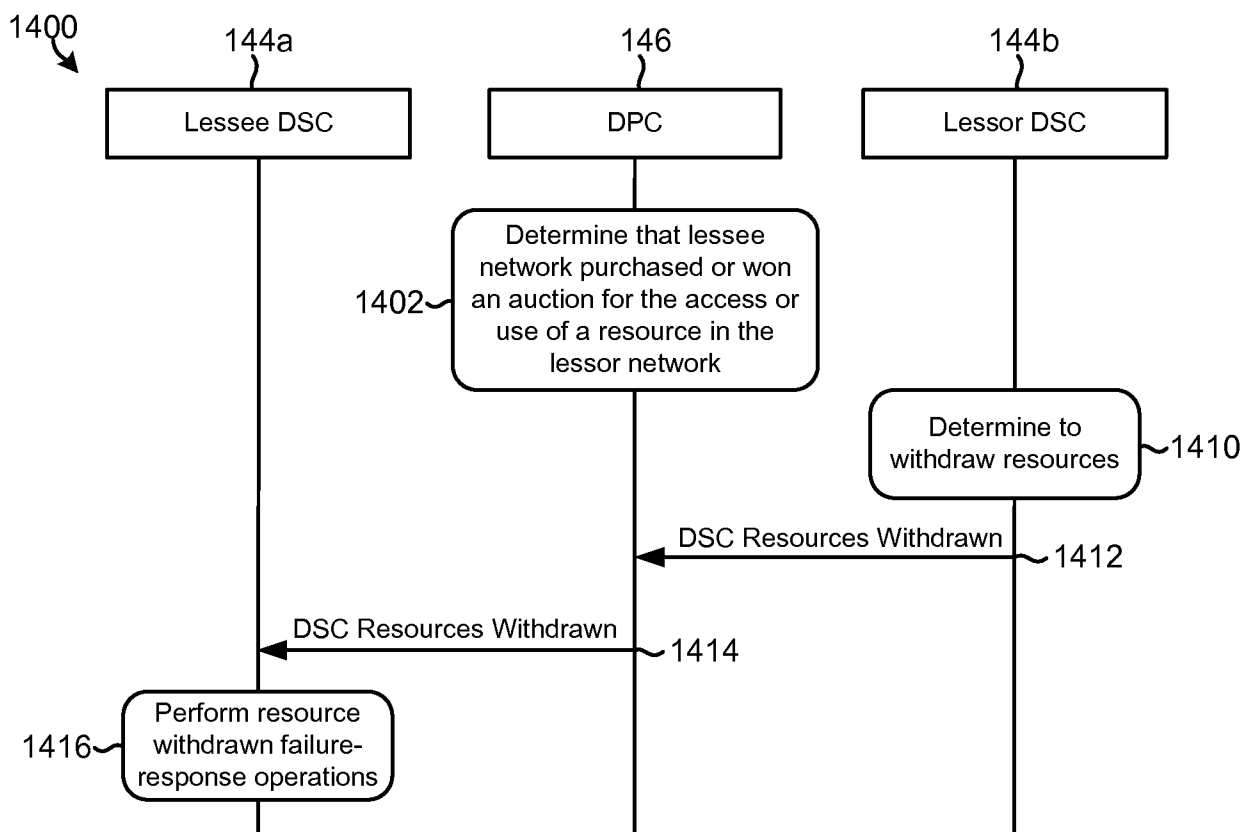 1400
144a
146
144b
Lessee DSC
DPC
Lessor DSC
Determine that lessee
network purchased or won
an auction for the access or
use of a resource in the
lessor network
1402
Determine to
withdraw resources
1410
DSC Resources Withdrawn
1412
DSC Resources Withdrawn
1414
Perform resource
withdrawn failure-
response operations
1416